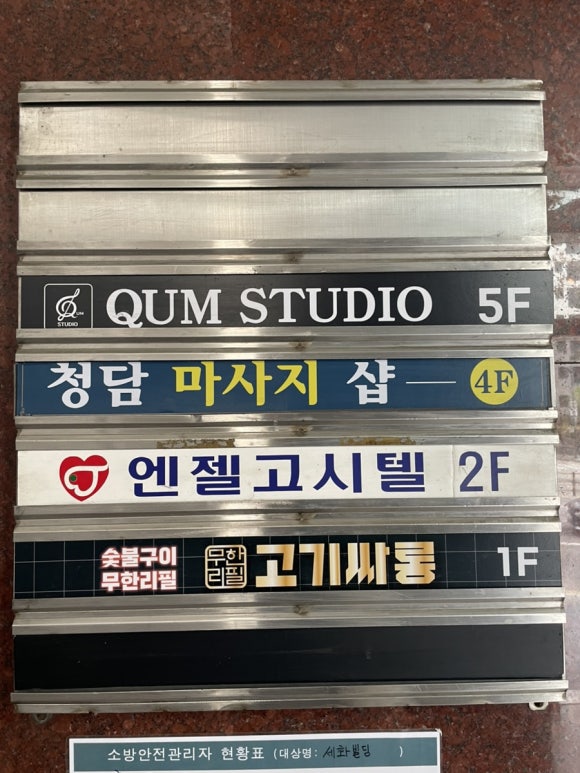 QUM STUDIO 5F
청담 마사지 샵 — 4F
엔젤고시텔 2F
숯불구이
무한리필
무한
리필
고기싸롱 1F
소방안전관리자 현황표 (대상명: 세화빌딩 )